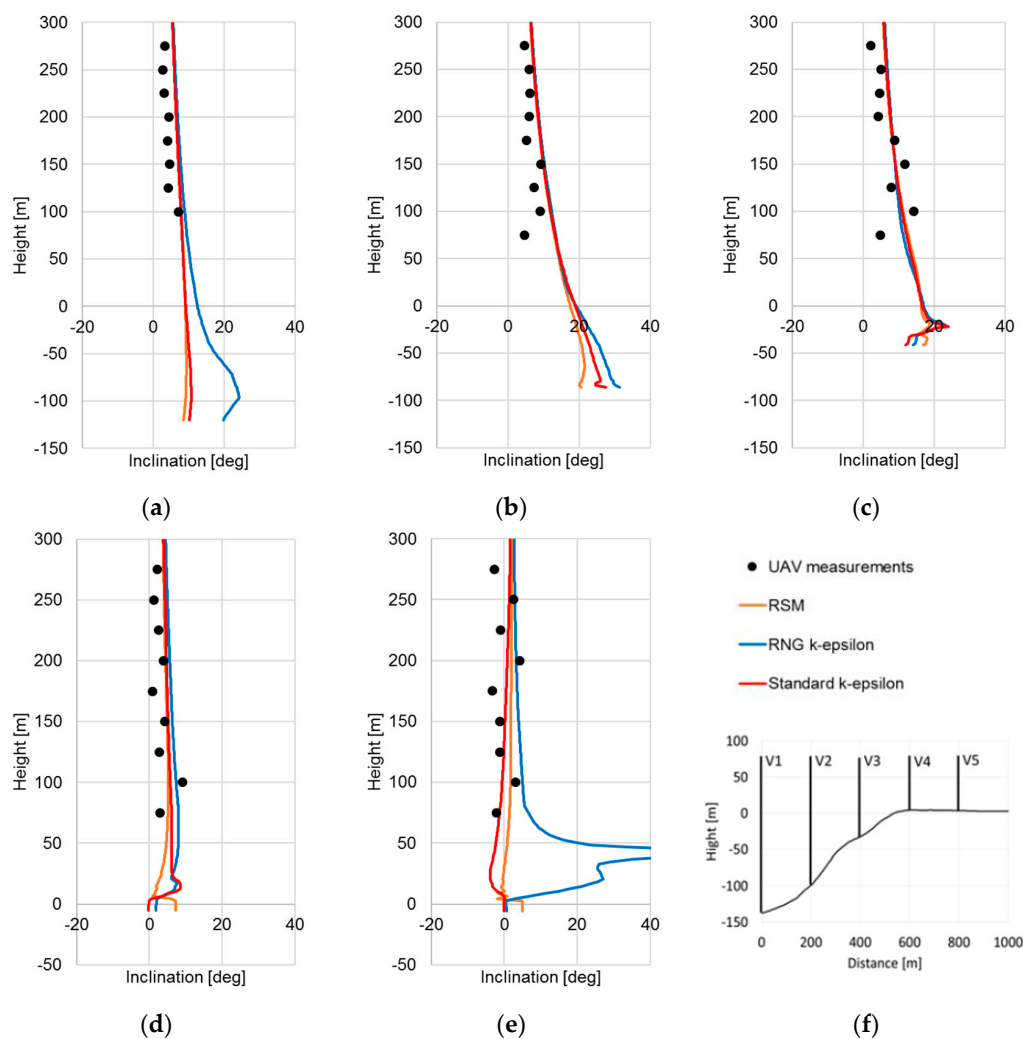 300
250
200
150
100
50
0
-50
-100
-150
-20 0 20 40
Height [m]
Inclination [deg]
(a)
300
250
200
150
100
50
0
-50
-100
-150
-20 0 20 40
Height [m]
Inclination [deg]
(b)
300
250
200
150
100
50
0
-50
-100
-150
-20 0 20 40
Height [m]
Inclination [deg]
(c)
300
250
200
150
100
50
0
-50
-20 0 20 40
Height [m]
Inclination [deg]
(d)
300
250
200
150
100
50
0
-50
-20 0 20 40
Height [m]
Inclination [deg]
(e)
UAV measurements
RSM
RNG k-epsilon
Standard k-epsilon
100
50
0
-50
-100
-150
V1 V2 V3 V4 V5
Hight [m]
0 200 400 600 800 1000
Distance [m]
(f)